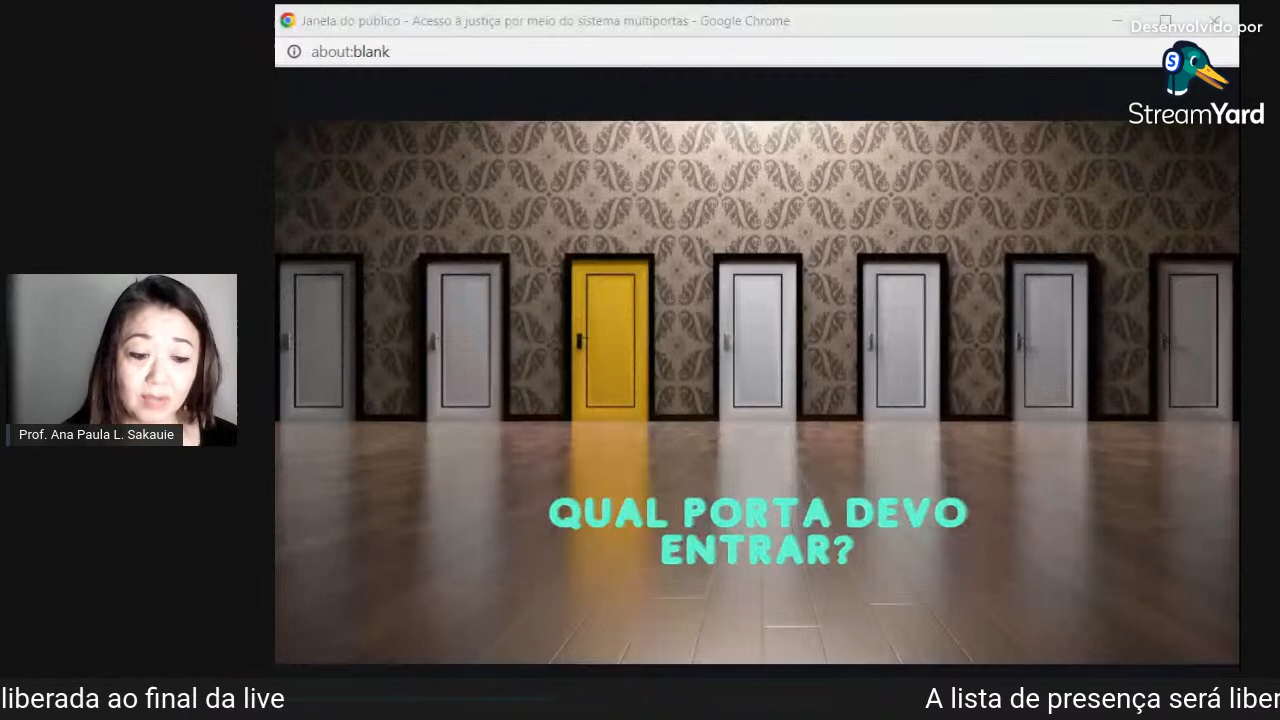 Janela do público - Acesso à justiça por meio do sistema multiportas - Google Chrome
Desenvolvido por
about:blank
S
StreamYard
Prof. Ana Paula L. Sakauie
QUAL PORTA DEVO
ENTRAR?
liberada ao final da live
A lista de presença será liber